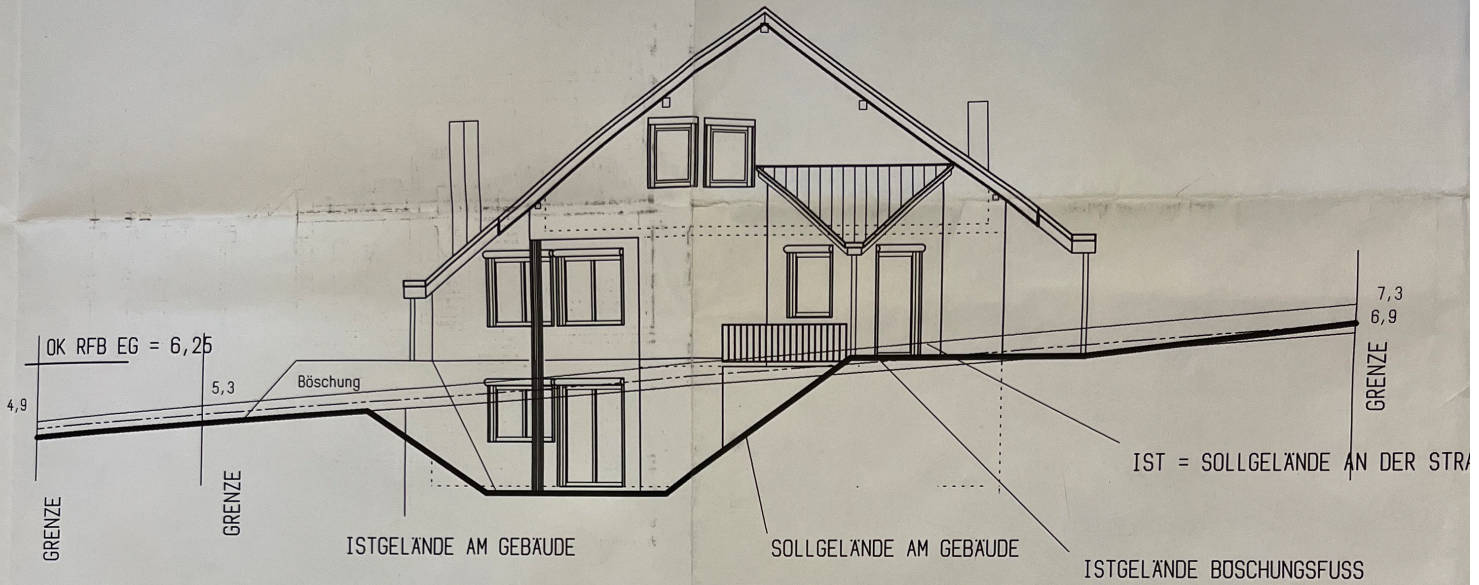 7,3
6,9
OK RFB EG = 6,25
Böschung
5,3
4,9
GRENZE
GRENZE
GRENZE
IST = SOLLGELÄNDE AN DER STRA
ISTGELÄNDE AM GEBÄUDE
SOLLGELÄNDE AM GEBÄUDE
ISTGELÄNDE BÖSCHUNGSFUSS